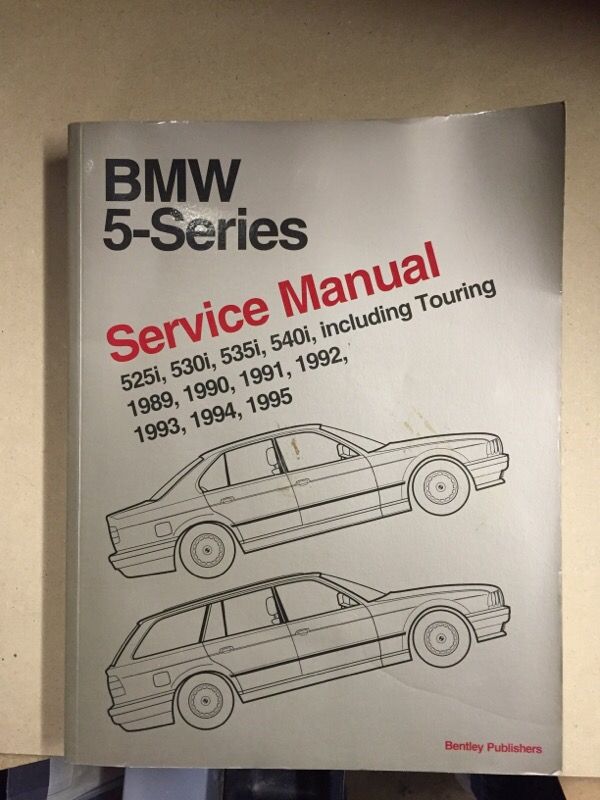 BMW
5-Series
Service Manual
525i, 530i, 535i, 540i, including Touring
1989, 1990, 1991, 1992,
1993, 1994, 1995
Bentley Publishers